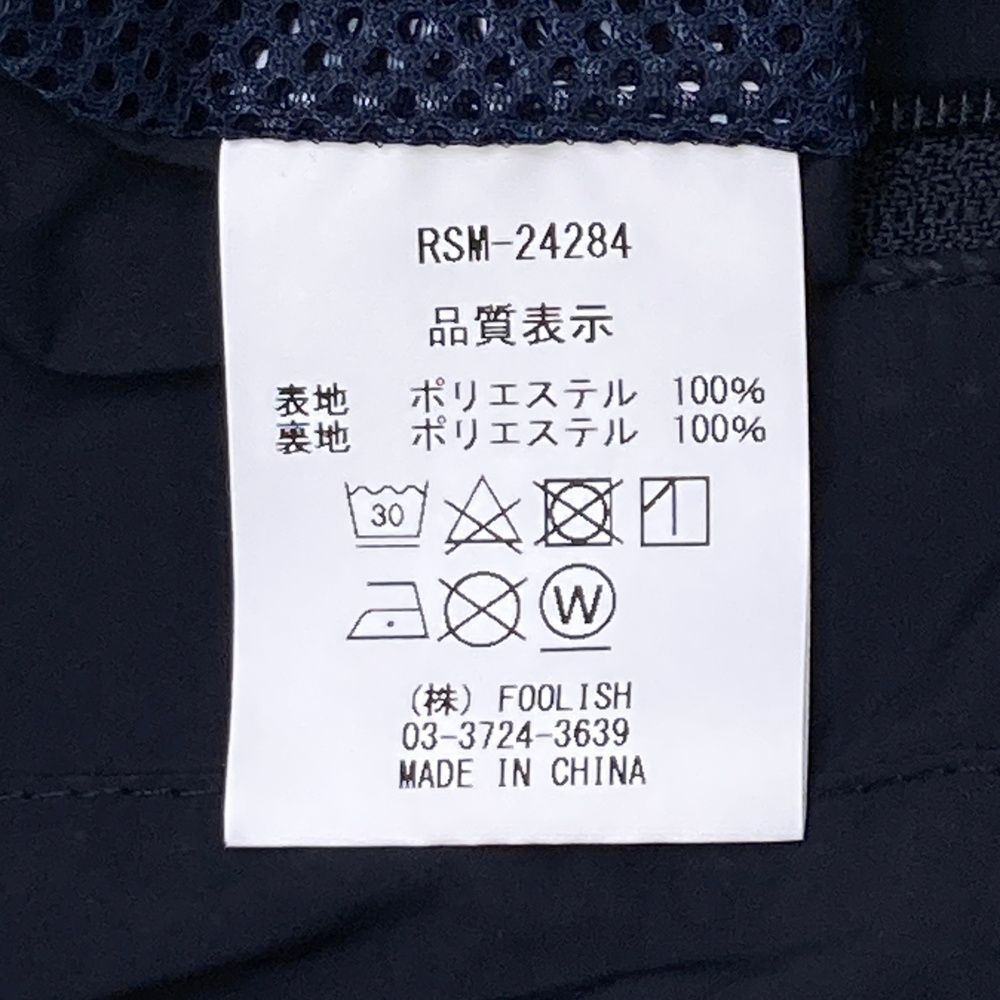 RSM-24284
品質表示
表地 ポリエステル 100%
裏地 ポリエステル 100%
30
W
(株) FOOLISH
03-3724-3639
MADE IN CHINA